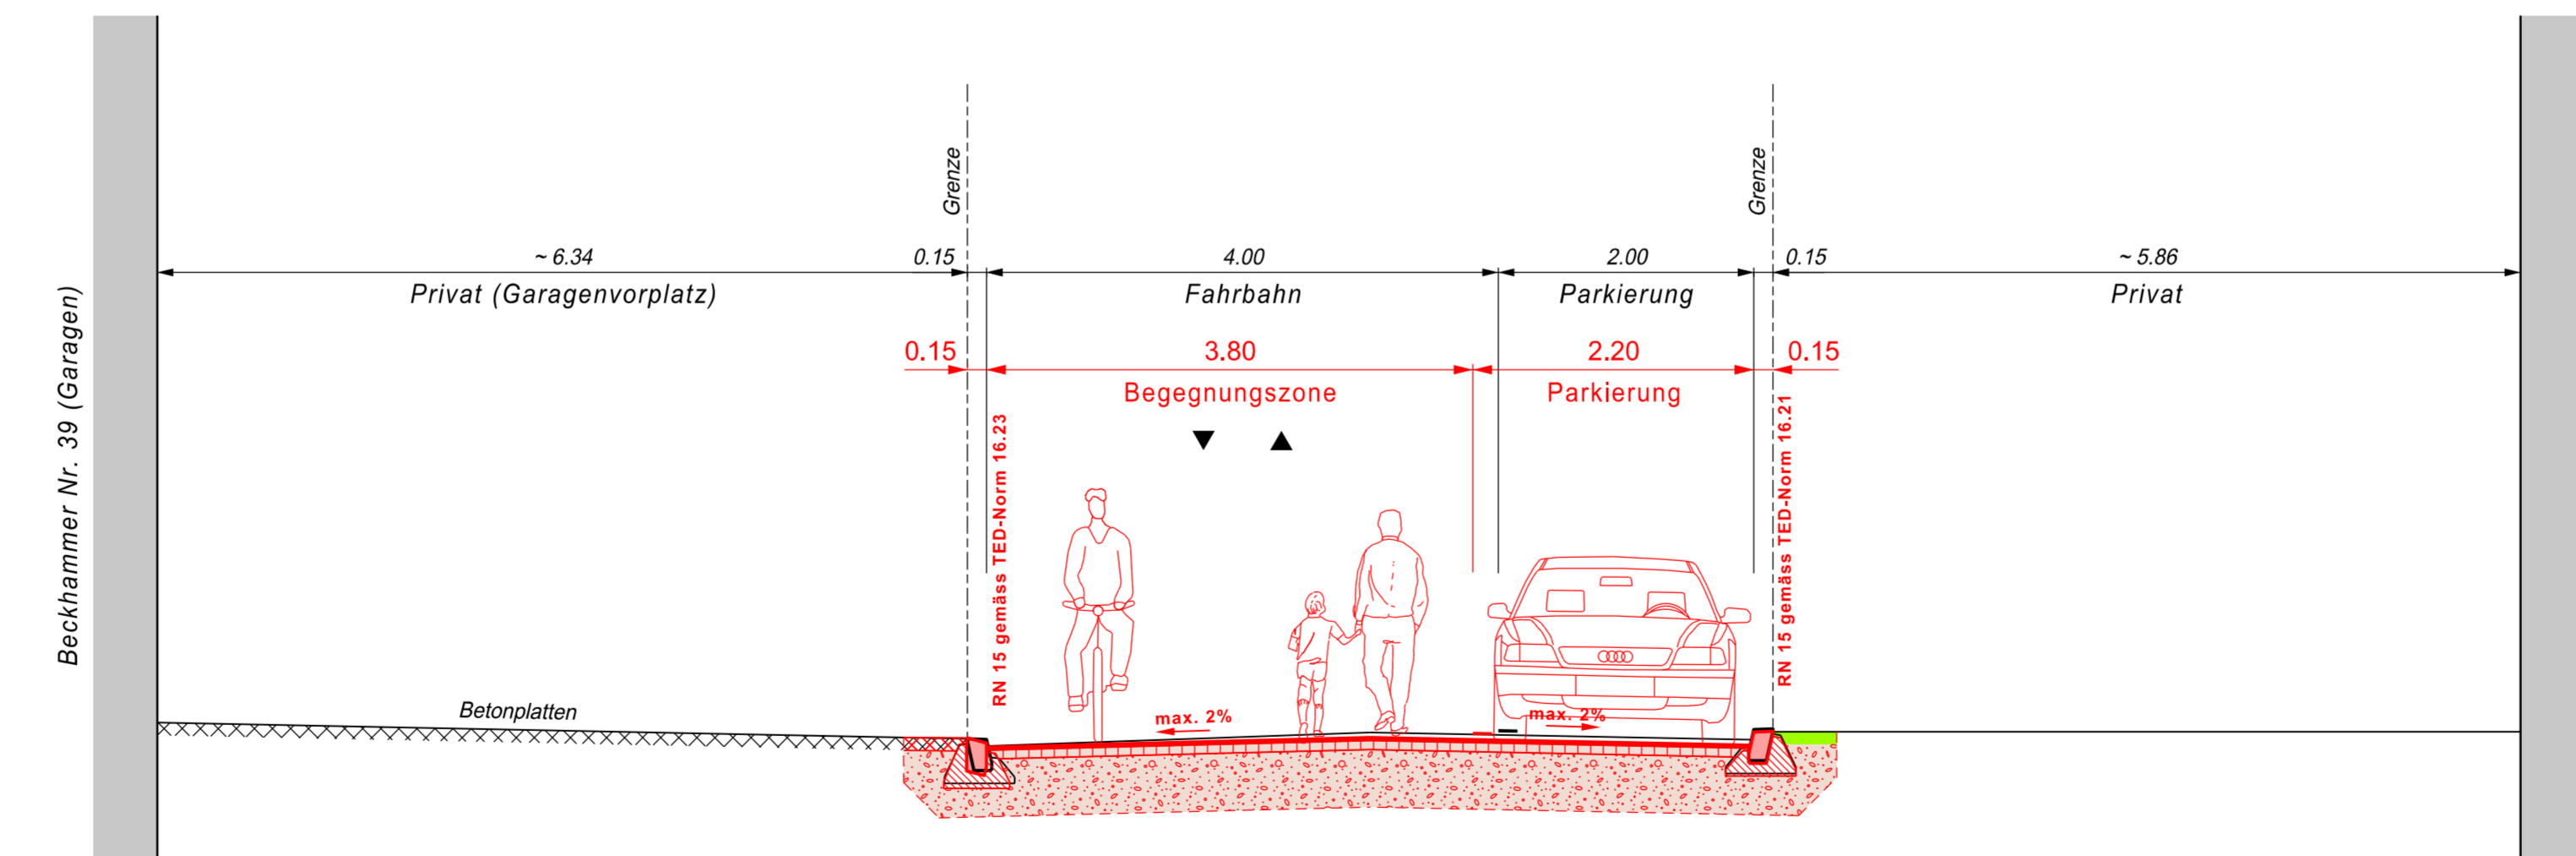 Grenze
Grenze
~ 6.34
0.15
4.00
2.00
0.15
~ 5.86
Privat (Garagenvorplatz)
Fahrbahn
Parkierung
Privat
0.15
3.80
2.20
0.15
Begegnungszone
Parkierung
Beckhammer Nr. 39 (Garagen)
RN 15 gemäss TED-Norm 16.23
RN 15 gemäss TED-Norm 16.21
Betonplatten
max. 2%
max. 2%